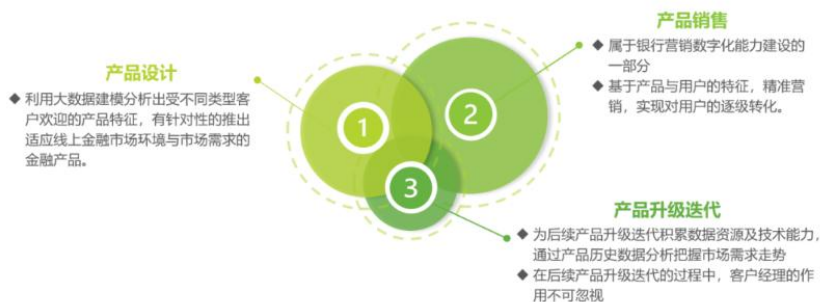 产品设计
◆ 利用大数据建模分析出受不同类型客
户欢迎的产品特征，有针对性的推出
适应线上金融市场环境与市场需求的
金融产品。
1
2
3
产品销售
◆ 属于银行营销数字化能力建设的
一部分
◆ 基于产品与用户的特征，精准营
销，实现对用户的逐级转化。
产品升级迭代
◆ 为后续产品升级迭代积累数据资源及技术能力，
通过产品历史数据分析把握市场需求走势
◆ 在后续产品升级迭代的过程中，客户经理的作
用不可忽视